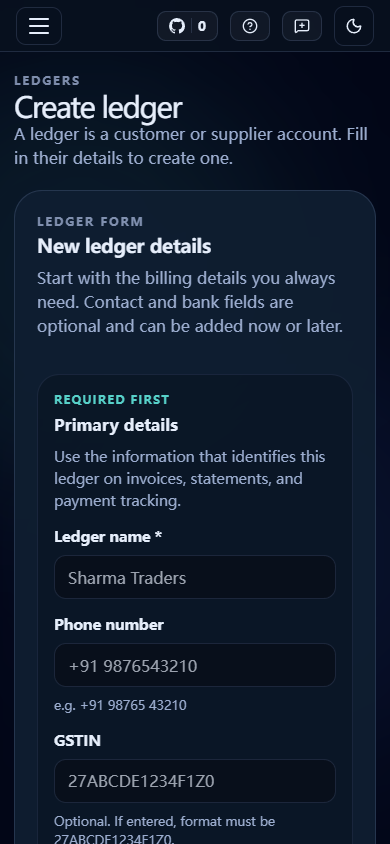 0
LEDGERS
Create ledger
A ledger is a customer or supplier account. Fill
in their details to create one.
LEDGER FORM
New ledger details
Start with the billing details you always
need. Contact and bank fields are
optional and can be added now or later.
REQUIRED FIRST
Primary details
Use the information that identifies this
ledger on invoices, statements, and
payment tracking.
Ledger name *
Sharma Traders
Phone number
+91 9876543210
e.g. +91 98765 43210
GSTIN
27ABCDE1234F1Z0
Optional. If entered, format must be
27ABCDE1234F1Z0.